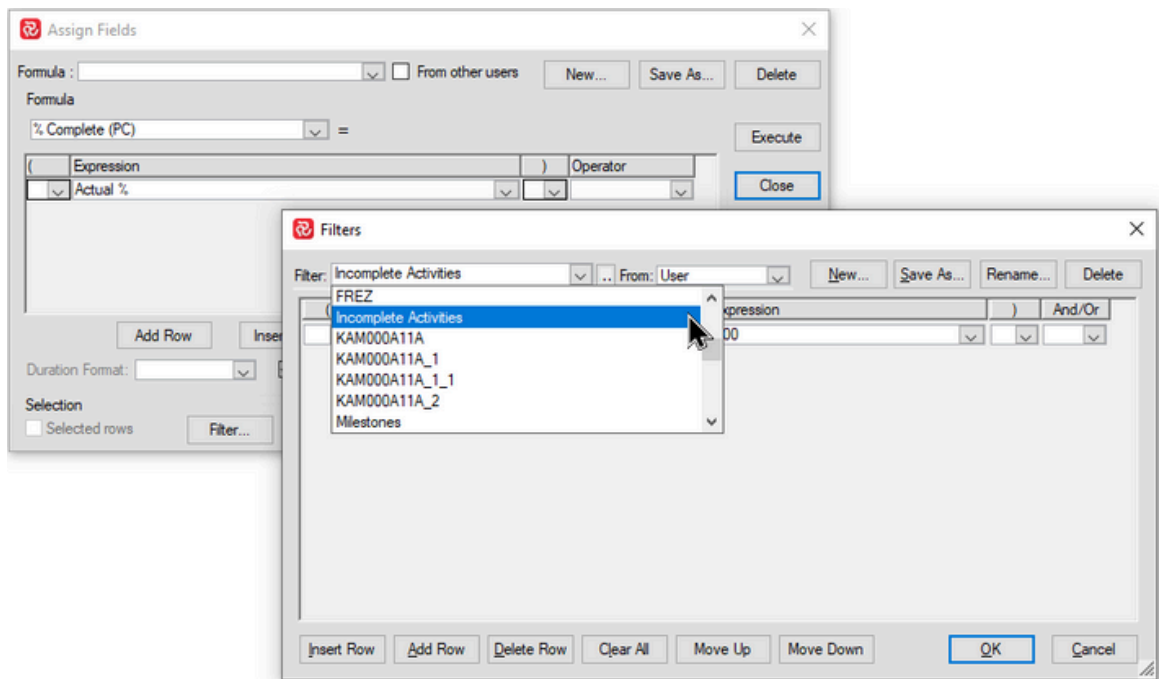 Assign Fields
Formula : From other users New... Save As... Delete
Formula
% Complete (PC) = Execute
( Expression ) Operator
Actual % Close
Filters
Filter: Incomplete Activities .. From: User New... Save As... Rename... Delete
FREZ
( xpression ) And/Or
Incomplete Activities
00
KAM000A11A
KAM000A11A_1
KAM000A11A_1_1
KAM000A11A_2
Milestones
Add Row Inser
Duration Format:
Selection
Selected rows Filter...
Insert Row Add Row Delete Row Clear All Move Up Move Down OK Cancel